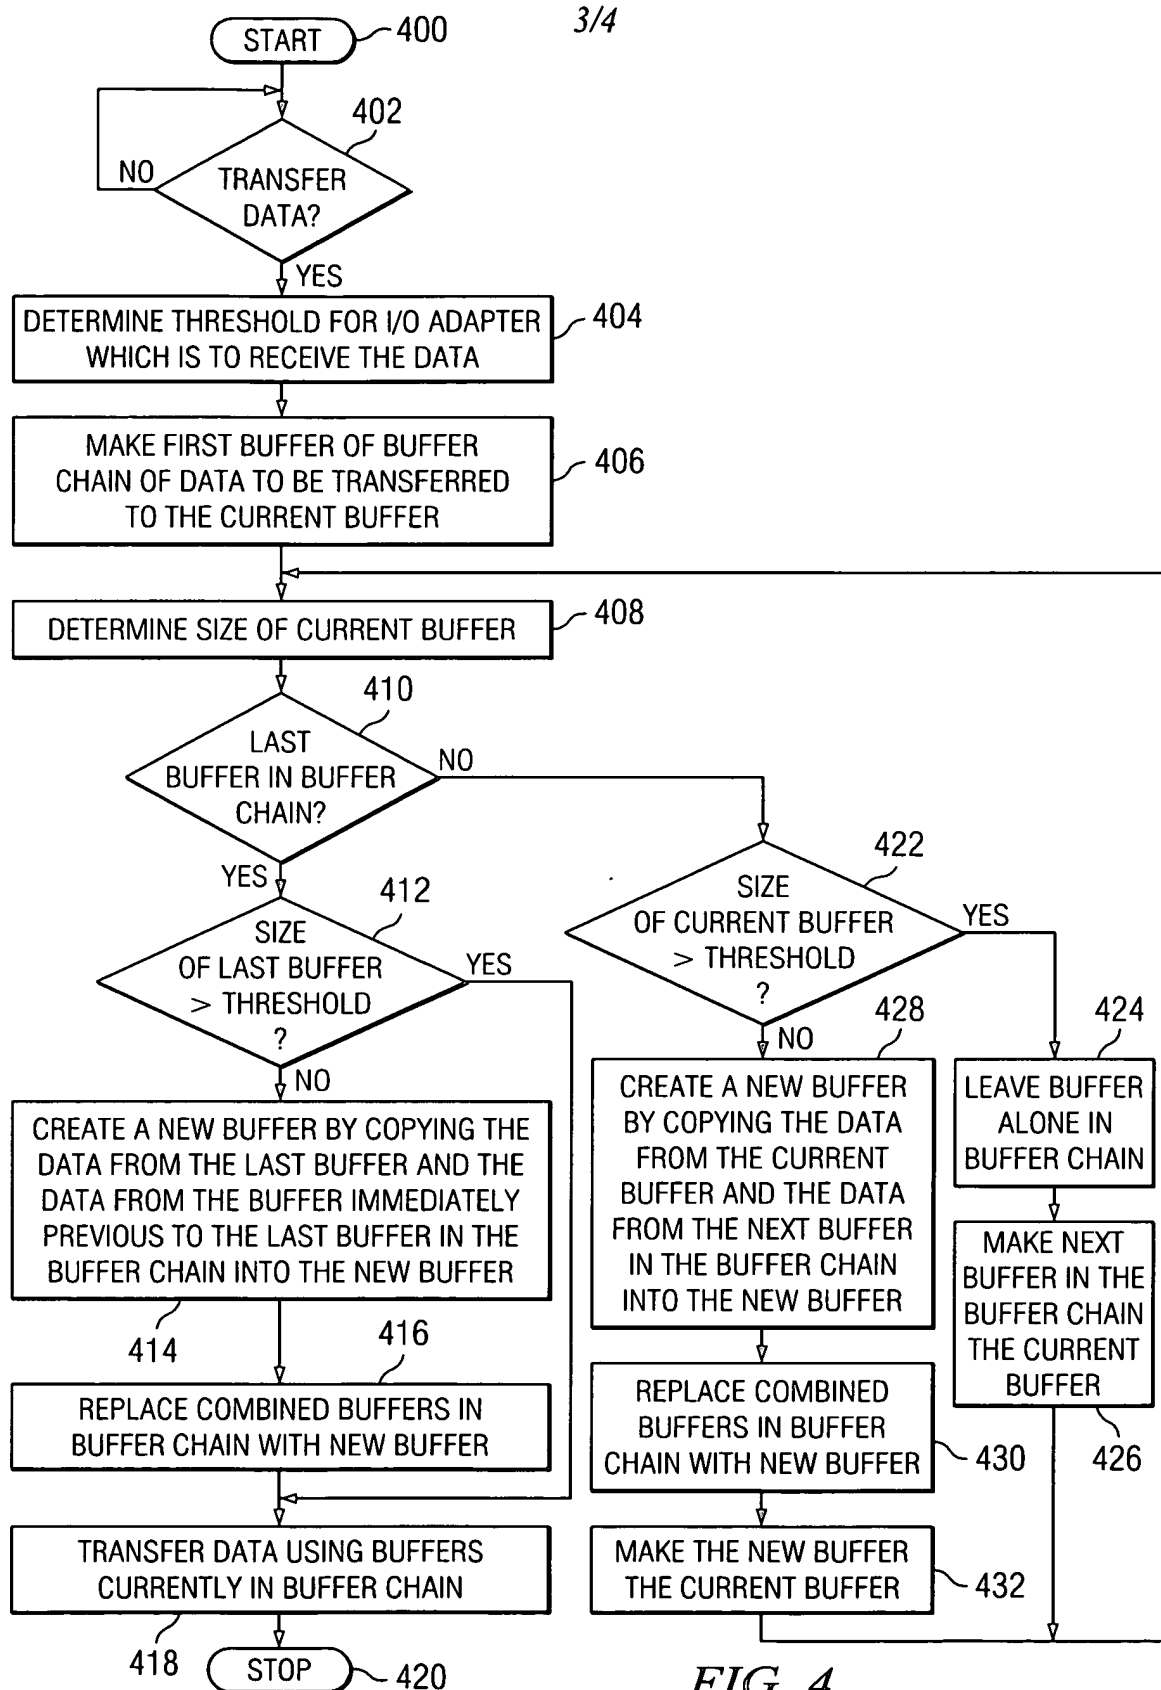 3/4
START
400
402
NO
TRANSFER
DATA?
YES
DETERMINE THRESHOLD FOR I/O ADAPTER
WHICH IS TO RECEIVE THE DATA
404
MAKE FIRST BUFFER OF BUFFER
CHAIN OF DATA TO BE TRANSFERRED
TO THE CURRENT BUFFER
406
DETERMINE SIZE OF CURRENT BUFFER
408
410
LAST
BUFFER IN BUFFER
CHAIN?
NO
YES
412
SIZE
OF LAST BUFFER
> THRESHOLD
?
YES
NO
422
SIZE
OF CURRENT BUFFER
> THRESHOLD
?
YES
NO
428
424
CREATE A NEW BUFFER BY COPYING THE
DATA FROM THE LAST BUFFER AND THE
DATA FROM THE BUFFER IMMEDIATELY
PREVIOUS TO THE LAST BUFFER IN THE
BUFFER CHAIN INTO THE NEW BUFFER
414
416
CREATE A NEW BUFFER
BY COPYING THE DATA
FROM THE CURRENT
BUFFER AND THE DATA
FROM THE NEXT BUFFER
IN THE BUFFER CHAIN
INTO THE NEW BUFFER
LEAVE BUFFER
ALONE IN
BUFFER CHAIN
MAKE NEXT
BUFFER IN THE
BUFFER CHAIN
THE CURRENT
BUFFER
426
REPLACE COMBINED BUFFERS IN
BUFFER CHAIN WITH NEW BUFFER
REPLACE COMBINED
BUFFERS IN BUFFER
CHAIN WITH NEW BUFFER
430
TRANSFER DATA USING BUFFERS
CURRENTLY IN BUFFER CHAIN
418
MAKE THE NEW BUFFER
THE CURRENT BUFFER
432
STOP
420
FIG. 4